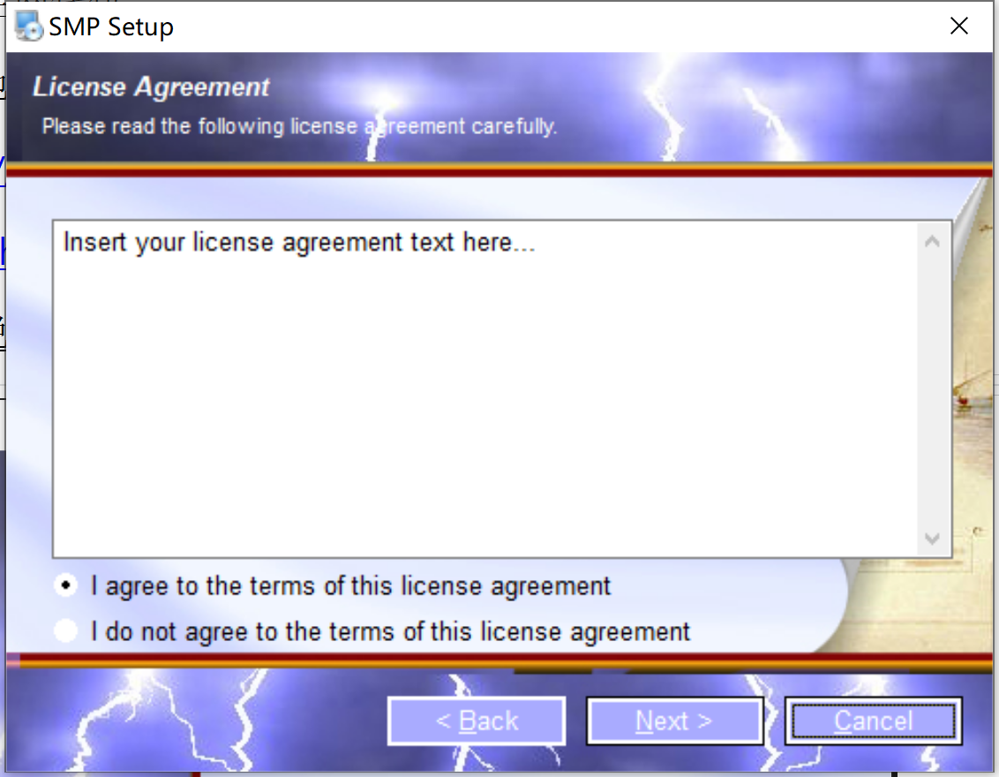 SMP Setup
License Agreement
Please read the following license agreement carefully.
Insert your license agreement text here...
I agree to the terms of this license agreement
I do not agree to the terms of this license agreement
< Back
Next >
Cancel